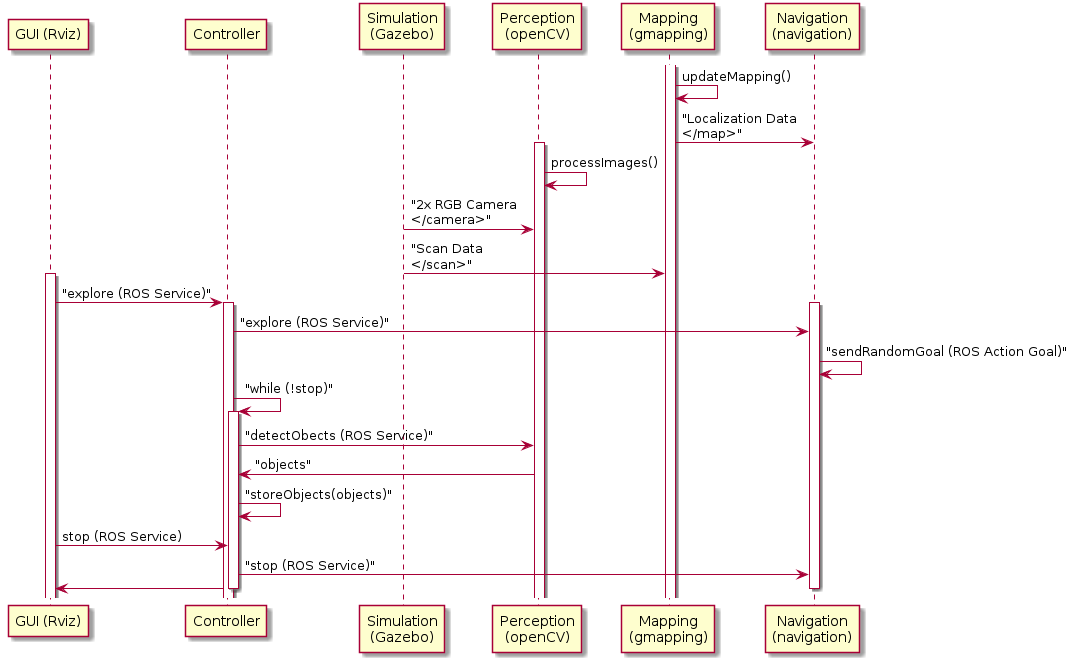 GUI (Rviz)
Controller
Simulation
(Gazebo)
Perception
(openCV)
Mapping
(gmapping)
Navigation
(navigation)
updateMapping()
"Localization Data
</map>"
processImages()
"2x RGB Camera
</camera>"
"Scan Data
</scan>"
"explore (ROS Service)"
"explore (ROS Service)"
"sendRandomGoal (ROS Action Goal)"
"while (!stop)"
"detectObects (ROS Service)"
"objects"
"storeObjects(objects)"
stop (ROS Service)
"stop (ROS Service)"
GUI (Rviz)
Controller
Simulation
(Gazebo)
Perception
(openCV)
Mapping
(gmapping)
Navigation
(navigation)